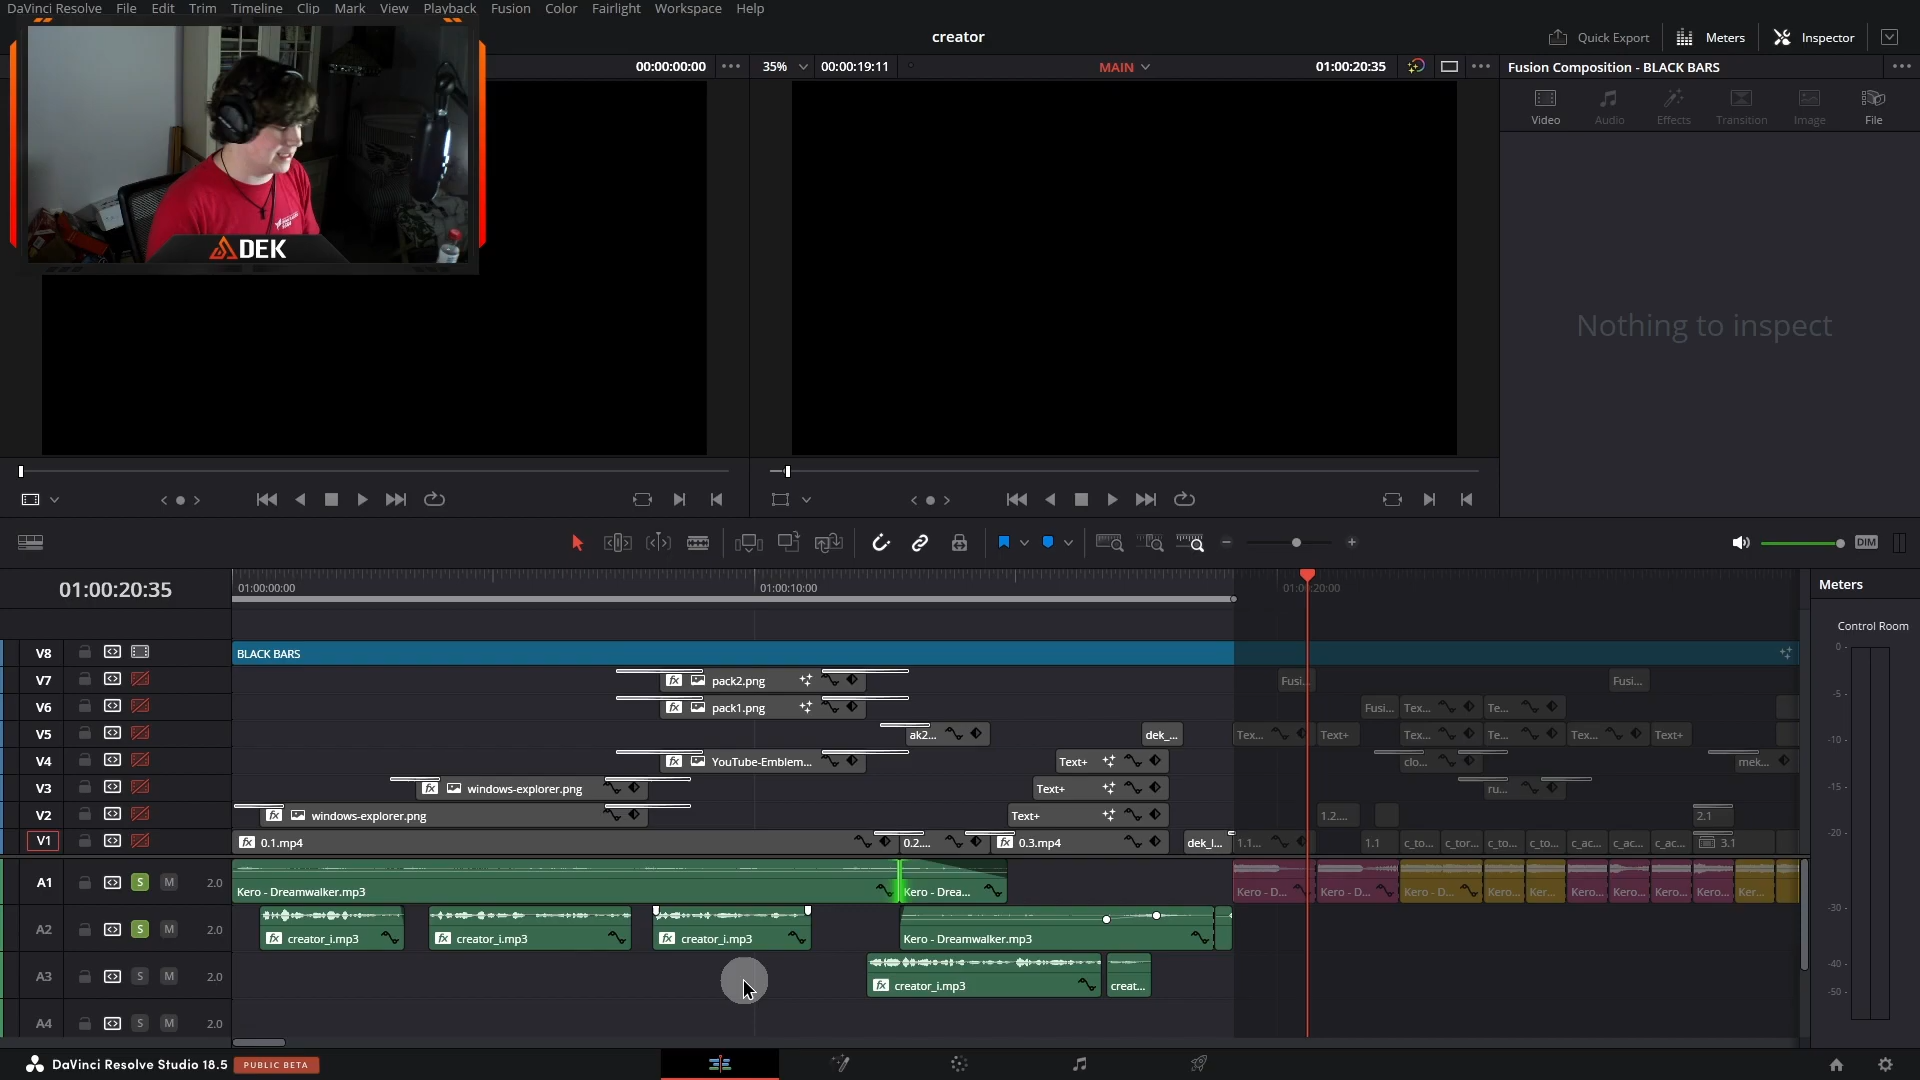 DaVinci Resolve File Edit Trim Timeline Clip Mark View Playback Fusion Color Fairlight Workspace Help
creator
Quick Export Meters Inspector
00:00:00:00
35% 00:00:19:11
MAIN
01:00:20:35
Fusion Composition - BLACK BARS
Video Audio Effects Transition Image File
DEK
Nothing to inspect
DIM
01:00:20:35
01:00:00:00
01:00:10:00
01:00:20:00
Meters
Control Room
V8
BLACK BARS
V7
pack2.png
Fusi...
Fusi...
V6
pack1.png
Fusi...
Tex...
Te...
V5
ak2...
dek_...
Tex...
Text+
Tex...
Te...
Tex...
Text+
V4
YouTube-Emblem...
Text+
clo...
mek...
V3
windows-explorer.png
Text+
ru...
V2
windows-explorer.png
Text+
1.2....
2.1
V1
0.1.mp4
0.2....
0.3.mp4
dek_l...
1.1...
1.1
c_to...
c_tor...
c_to...
c_ac...
c_ac...
c_ac...
3.1
A1 S M 2.0
Kero - Dreamwalker.mp3
Kero - Drea...
Kero - D...
Kero - D...
Kero - D...
Kero...
Kero...
Kero...
Kero...
Kero...
Kero...
Ker...
A2 S M 2.0
creator_i.mp3
creator_i.mp3
creator_i.mp3
Kero - Dreamwalker.mp3
A3 S M 2.0
creator_i.mp3
creat...
A4 S M 2.0
0
-5
-10
-15
-20
-30
-40
-50
DaVinci Resolve Studio 18.5 PUBLIC BETA